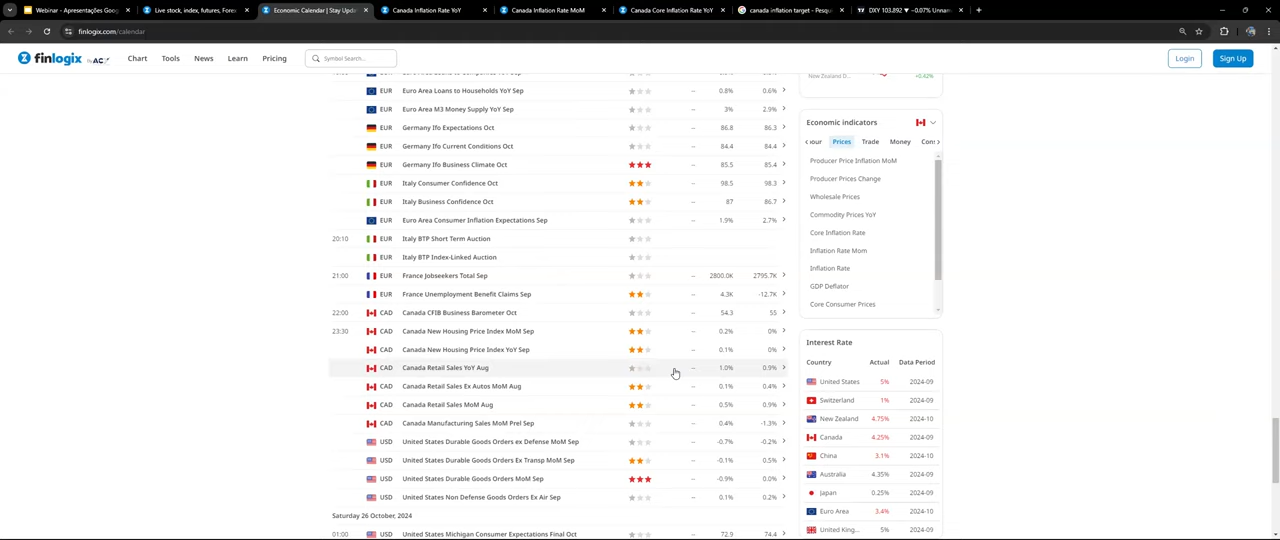 Webinar - Apresentações Goog
Live stock, index, futures, Forex
Economic Calendar | Stay Upda
Canada Inflation Rate YoY
Canada Inflation Rate MoM
Canada Core Inflation Rate YoY
canada inflation target - Pesqu
DXY 103.892 ▼ −0.07% Unnam
finlogix.com/calendar
finlogix by ACY
Chart
Tools
News
Learn
Pricing
Symbol Search...
Login
Sign Up
EUR Euro Area Loans to Households YoY Sep – 0.8% 0.6%
EUR Euro Area M3 Money Supply YoY Sep – 3% 2.9%
EUR Germany Ifo Expectations Oct – 86.8 86.3
EUR Germany Ifo Current Conditions Oct – 84.4 84.4
EUR Germany Ifo Business Climate Oct – 85.5 85.4
EUR Italy Consumer Confidence Oct – 98.5 98.3
EUR Italy Business Confidence Oct – 87 86.7
EUR Euro Area Consumer Inflation Expectations Sep – 1.9% 2.7%
20:10 EUR Italy BTP Short Term Auction
EUR Italy BTP Index-Linked Auction
21:00 EUR France Jobseekers Total Sep – 2800.0K 2795.7K
EUR France Unemployment Benefit Claims Sep – 4.3K -12.7K
22:00 CAD Canada CFIB Business Barometer Oct – 54.3 55
23:30 CAD Canada New Housing Price Index MoM Sep – 0.2% 0%
CAD Canada New Housing Price Index YoY Sep – 0.1% 0%
CAD Canada Retail Sales YoY Aug – 1.0% 0.9%
CAD Canada Retail Sales Ex Autos MoM Aug – 0.1% 0.4%
CAD Canada Retail Sales MoM Aug – 0.5% 0.9%
CAD Canada Manufacturing Sales MoM Prel Sep – 0.4% -1.3%
USD United States Durable Goods Orders ex Defense MoM Sep – -0.7% -0.2%
USD United States Durable Goods Orders Ex Transp MoM Sep – -0.1% 0.5%
USD United States Durable Goods Orders MoM Sep – -0.9% 0.0%
USD United States Non Defense Goods Orders Ex Air Sep – 0.1% 0.2%
Saturday 26 October, 2024
01:00 USD United States Michigan Consumer Expectations Final Oct – 72.9 74.4
New Zealand D... +0.42%
Economic indicators
our Prices Trade Money Con
Producer Price Inflation MoM
Producer Prices Change
Wholesale Prices
Commodity Prices YoY
Core Inflation Rate
Inflation Rate Mom
Inflation Rate
GDP Deflator
Core Consumer Prices
Interest Rate
Country Actual Data Period
United States 5% 2024-09
Switzerland 1% 2024-09
New Zealand 4.75% 2024-10
Canada 4.25% 2024-09
China 3.1% 2024-10
Australia 4.35% 2024-09
Japan 0.25% 2024-09
Euro Area 3.4% 2024-10
United King... 5% 2024-09